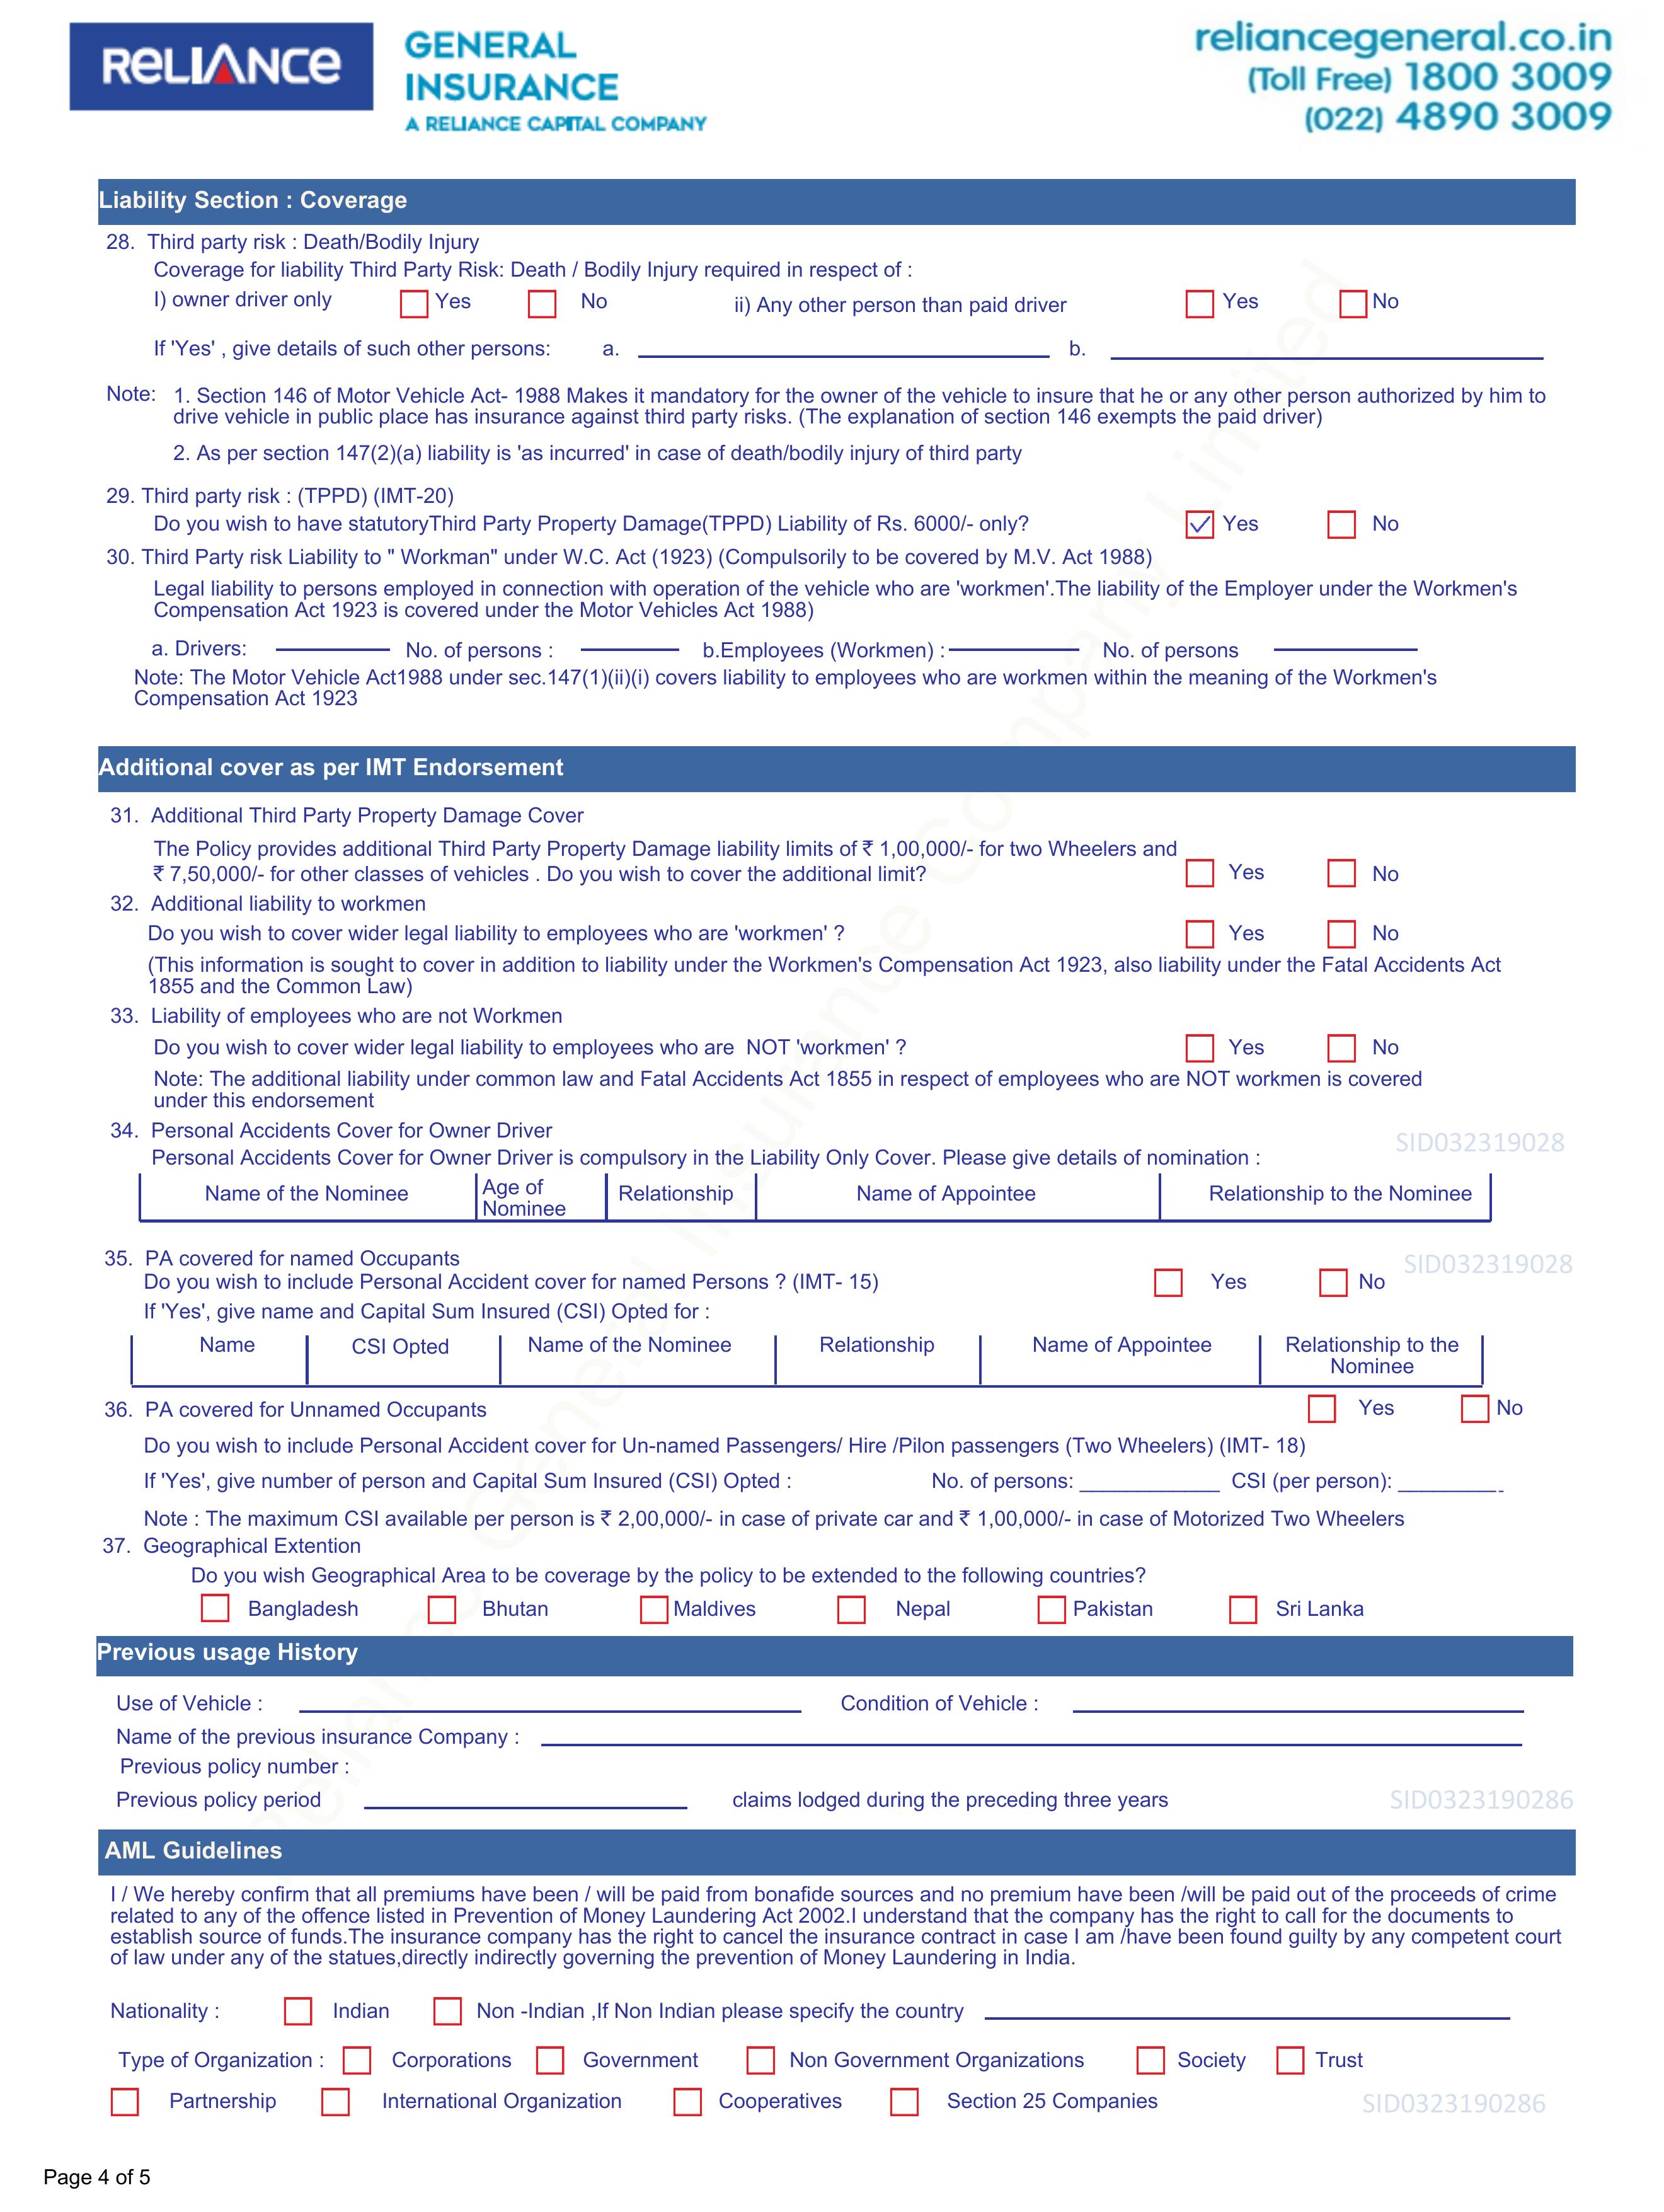 RELIANCE
GENERAL
INSURANCE
A RELIANCE CAPITAL COMPANY
reliancegeneral.co.in
(Toll Free) 1800 3009
(022) 4890 3009
Liability Section : Coverage
28. Third party risk : Death/Bodily Injury
Coverage for liability Third Party Risk: Death / Bodily Injury required in respect of :
I) owner driver only Yes No ii) Any other person than paid driver Yes No
If 'Yes' , give details of such other persons: a. b.
Note: 1. Section 146 of Motor Vehicle Act- 1988 Makes it mandatory for the owner of the vehicle to insure that he or any other person authorized by him to
drive vehicle in public place has insurance against third party risks. (The explanation of section 146 exempts the paid driver)
2. As per section 147(2)(a) liability is 'as incurred' in case of death/bodily injury of third party
29. Third party risk : (TPPD) (IMT-20)
Do you wish to have statutoryThird Party Property Damage(TPPD) Liability of Rs. 6000/- only? Yes No
30. Third Party risk Liability to " Workman" under W.C. Act (1923) (Compulsorily to be covered by M.V. Act 1988)
Legal liability to persons employed in connection with operation of the vehicle who are 'workmen'.The liability of the Employer under the Workmen's
Compensation Act 1923 is covered under the Motor Vehicles Act 1988)
a. Drivers: No. of persons : b.Employees (Workmen) : No. of persons
Note: The Motor Vehicle Act1988 under sec.147(1)(ii)(i) covers liability to employees who are workmen within the meaning of the Workmen's
Compensation Act 1923
Additional cover as per IMT Endorsement
31. Additional Third Party Property Damage Cover
The Policy provides additional Third Party Property Damage liability limits of ₹ 1,00,000/- for two Wheelers and
₹ 7,50,000/- for other classes of vehicles . Do you wish to cover the additional limit? Yes No
32. Additional liability to workmen
Do you wish to cover wider legal liability to employees who are 'workmen' ? Yes No
(This information is sought to cover in addition to liability under the Workmen's Compensation Act 1923, also liability under the Fatal Accidents Act
1855 and the Common Law)
33. Liability of employees who are not Workmen
Do you wish to cover wider legal liability to employees who are NOT 'workmen' ? Yes No
Note: The additional liability under common law and Fatal Accidents Act 1855 in respect of employees who are NOT workmen is covered
under this endorsement
34. Personal Accidents Cover for Owner Driver
SID032319028
Personal Accidents Cover for Owner Driver is compulsory in the Liability Only Cover. Please give details of nomination :
Name of the Nominee Age of Nominee Relationship Name of Appointee Relationship to the Nominee
35. PA covered for named Occupants
SID032319028
Do you wish to include Personal Accident cover for named Persons ? (IMT- 15) Yes No
If 'Yes', give name and Capital Sum Insured (CSI) Opted for :
Name CSI Opted Name of the Nominee Relationship Name of Appointee Relationship to the Nominee
36. PA covered for Unnamed Occupants Yes No
Do you wish to include Personal Accident cover for Un-named Passengers/ Hire /Pilon passengers (Two Wheelers) (IMT- 18)
If 'Yes', give number of person and Capital Sum Insured (CSI) Opted : No. of persons: CSI (per person):
Note : The maximum CSI available per person is ₹ 2,00,000/- in case of private car and ₹ 1,00,000/- in case of Motorized Two Wheelers
37. Geographical Extention
Do you wish Geographical Area to be coverage by the policy to be extended to the following countries?
Bangladesh Bhutan Maldives Nepal Pakistan Sri Lanka
Previous usage History
Use of Vehicle : Condition of Vehicle :
Name of the previous insurance Company :
Previous policy number :
Previous policy period claims lodged during the preceding three years SID0323190286
AML Guidelines
I / We hereby confirm that all premiums have been / will be paid from bonafide sources and no premium have been /will be paid out of the proceeds of crime
related to any of the offence listed in Prevention of Money Laundering Act 2002.I understand that the company has the right to call for the documents to
establish source of funds.The insurance company has the right to cancel the insurance contract in case I am /have been found guilty by any competent court
of law under any of the statues,directly indirectly governing the prevention of Money Laundering in India.
Nationality : Indian Non -Indian ,If Non Indian please specify the country
Type of Organization : Corporations Government Non Government Organizations Society Trust
Partnership International Organization Cooperatives Section 25 Companies SID0323190286
Reliance General Insurance Company Limited
Page 4 of 5